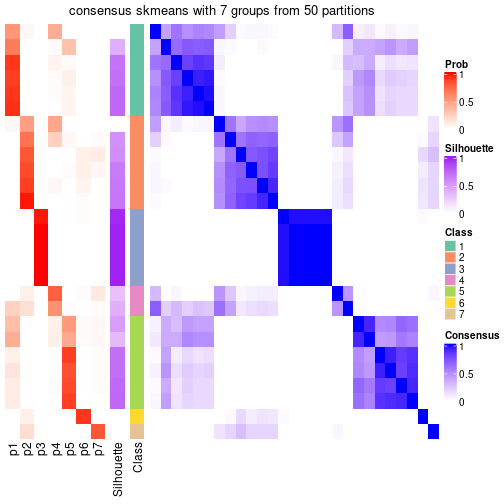 consensus skmeans with 7 groups from 50 partitions
Prob
1
0.5
0
Silhouette
1
0.5
0
Class
1
2
3
4
5
6
7
Consensus
1
0.5
0
p1
p2
p3
p4
p5
p6
p7
Silhouette
Class